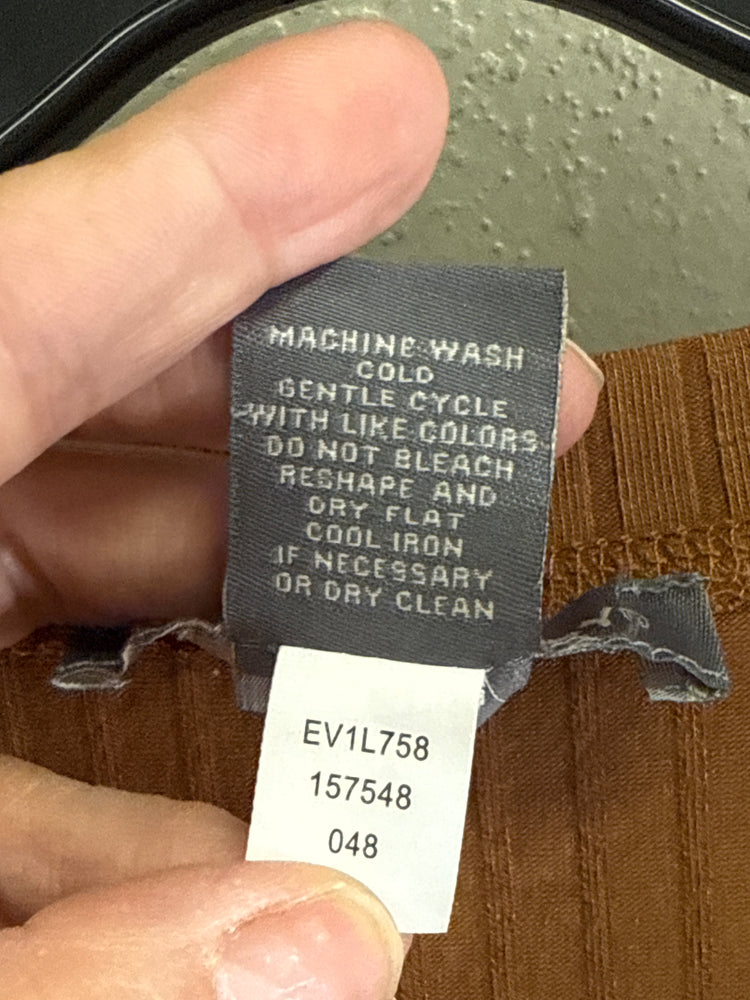 MACHINE WASH
COLD
GENTLE CYCLE
WITH LIKE COLORS
DO NOT BLEACH
RESHAPE AND
DRY FLAT
COOL IRON
IF NECESSARY
OR DRY CLEAN
EV1L758
157548
048